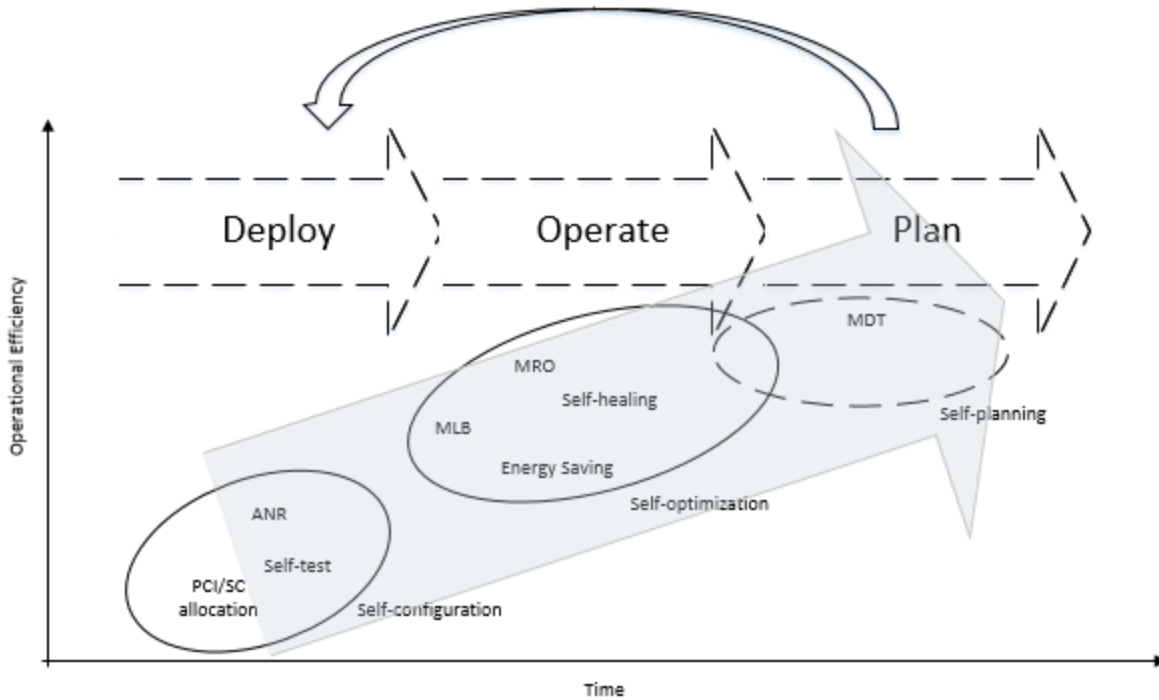 Deploy
Operate
Plan
Operational Efficiency
MDT
MRO
Self-healing
MLB
Self-planning
Energy Saving
Self-optimization
ANR
Self-test
PCI/SC
allocation
Self-configuration
Time